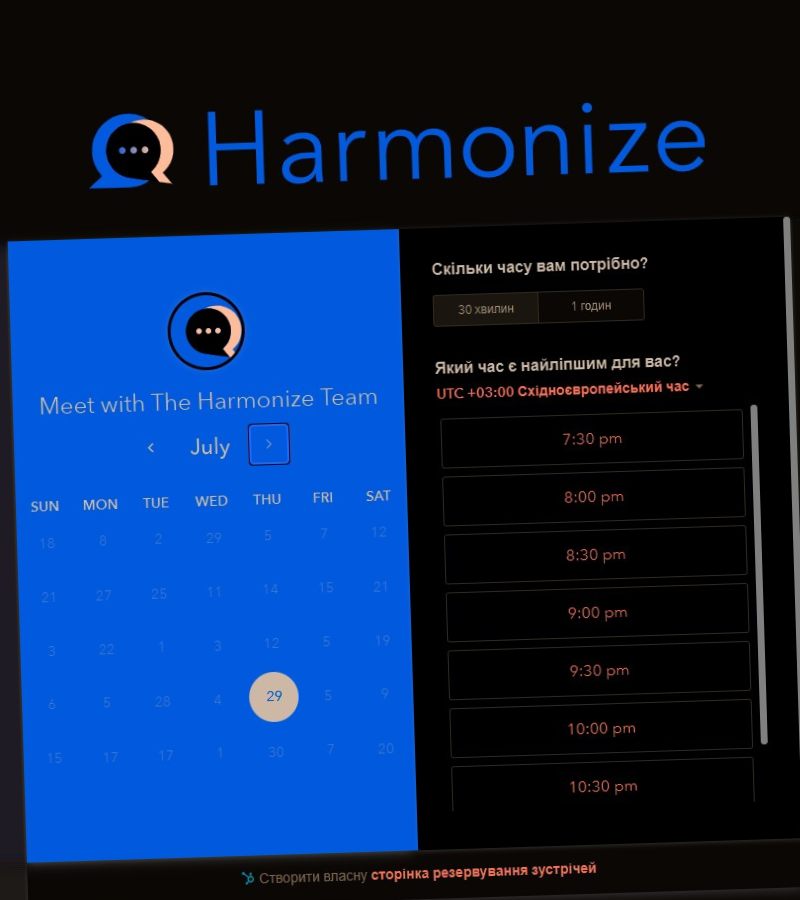 Harmonize
Meet with The Harmonize Team
July
SUN MON TUE WED THU FRI SAT
18 8 2 29 5 7 12
21 27 25 11 14 15 21
3 22 1 3 12 5 19
6 5 28 4 29 5 9
15 17 17 1 30 7 20
Скільки часу вам потрібно?
30 хвилин 1 годин
Який час є найліпшим для вас?
UTC +03:00 Східноєвропейський час
7:30 pm
8:00 pm
8:30 pm
9:00 pm
9:30 pm
10:00 pm
10:30 pm
Створити власну сторінка резервування зустрічей